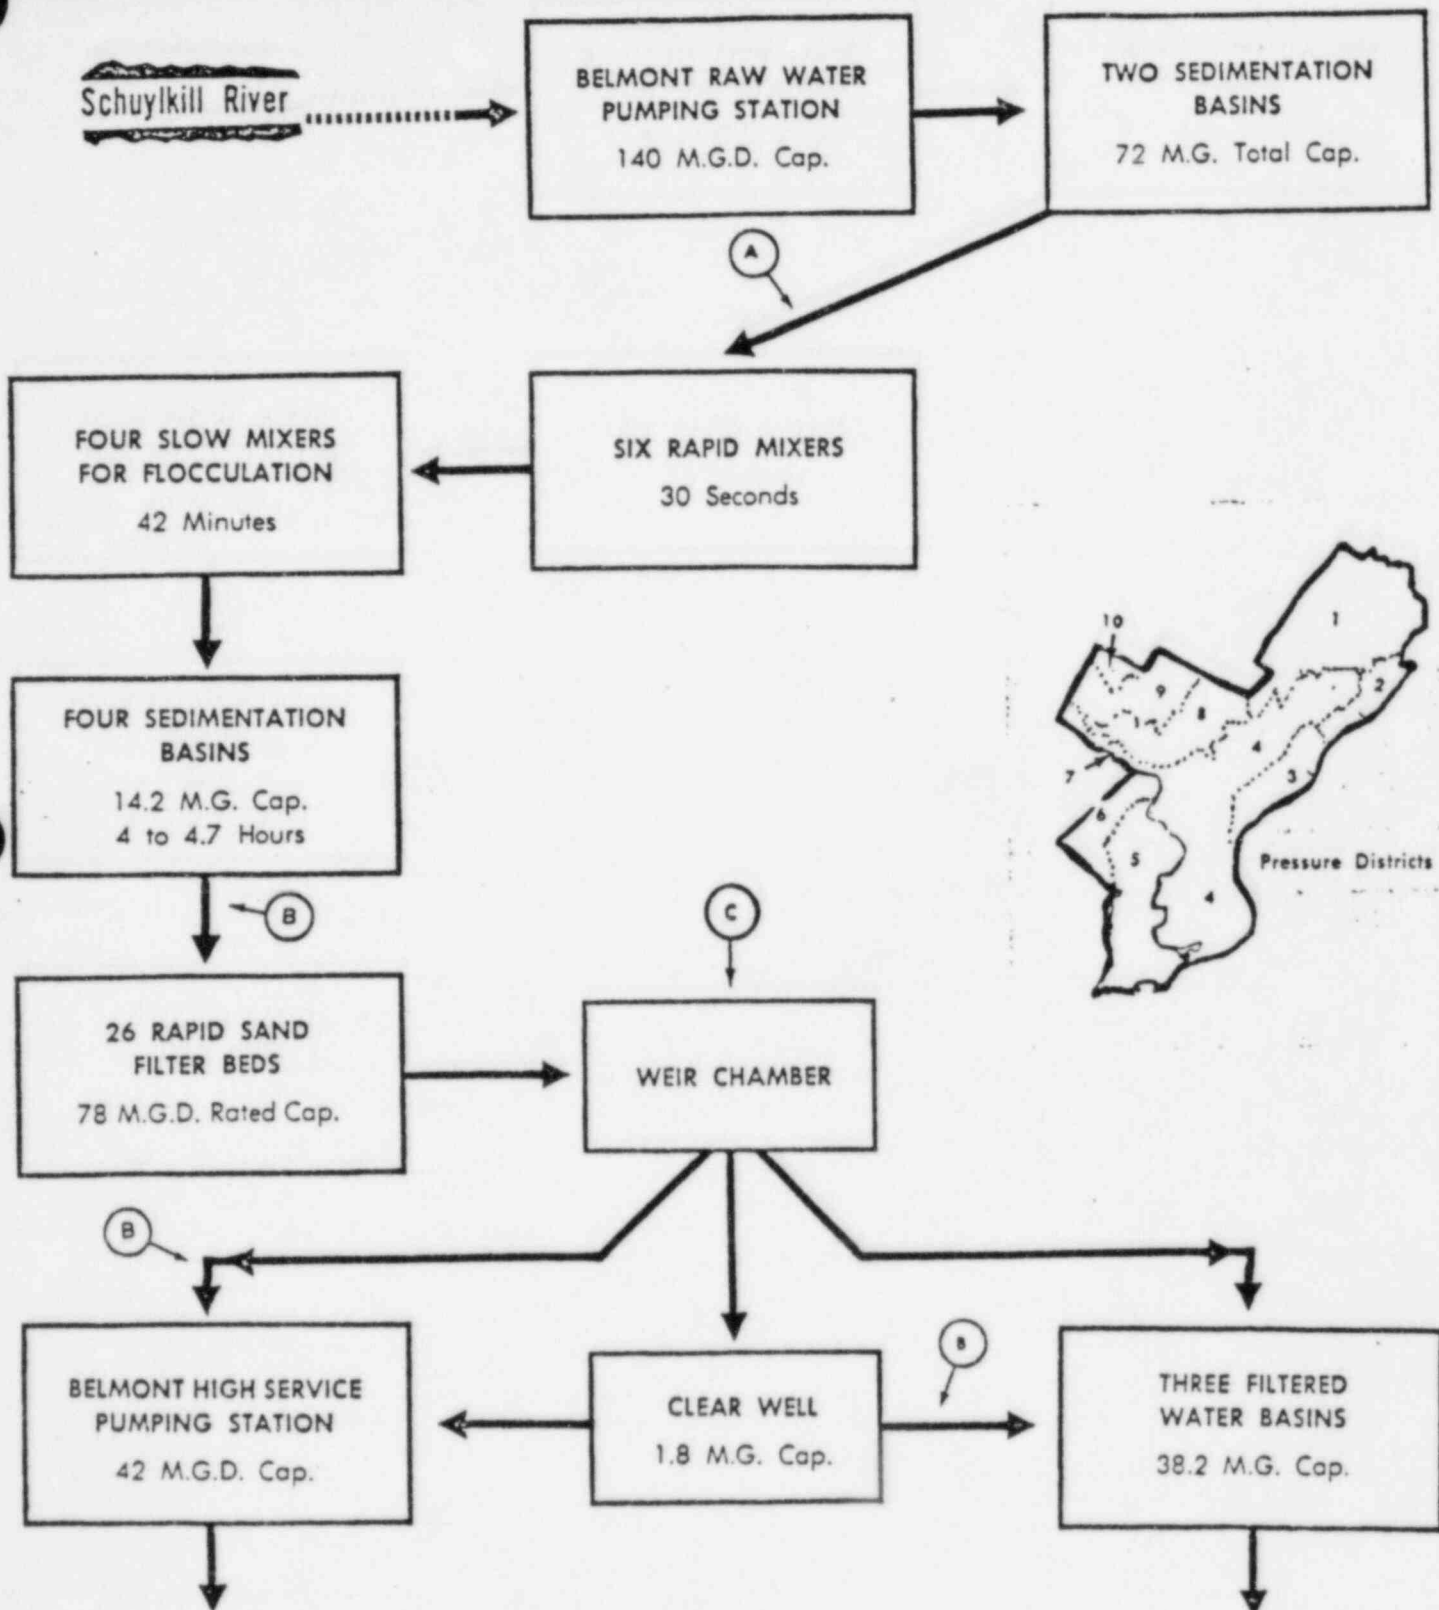 Schuylkill River
BELMONT RAW WATER
PUMPING STATION
140 M.G.D. Cap.
TWO SEDIMENTATION
BASINS
72 M.G. Total Cap.
A
FOUR SLOW MIXERS
FOR FLOCCULATION
42 Minutes
SIX RAPID MIXERS
30 Seconds
FOUR SEDIMENTATION
BASINS
14.2 M.G. Cap.
4 to 4.7 Hours
1
10
9
8
2
4
3
7
6
5
4
Pressure Districts
B
C
26 RAPID SAND
FILTER BEDS
78 M.G.D. Rated Cap.
WEIR CHAMBER
B
BELMONT HIGH SERVICE
PUMPING STATION
42 M.G.D. Cap.
CLEAR WELL
1.8 M.G. Cap.
B
THREE FILTERED
WATER BASINS
38.2 M.G. Cap.